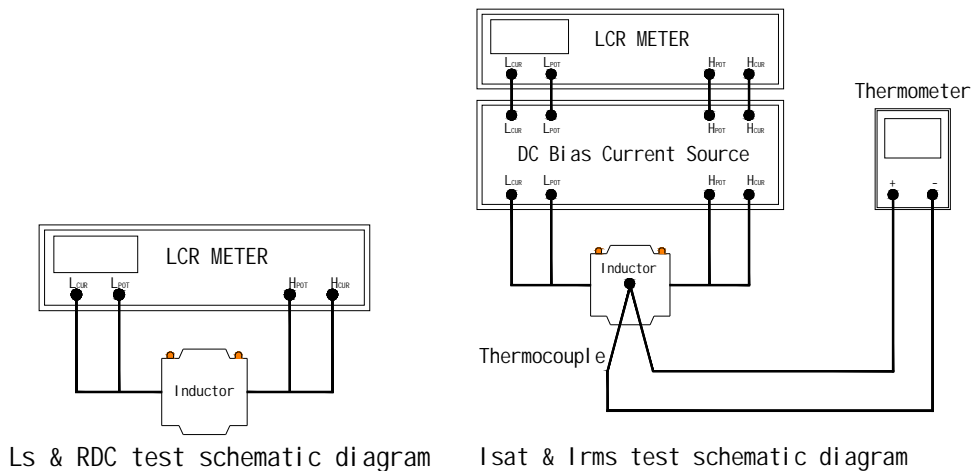 LCR METER
LCUR LPOT HPOT HCUR
LCUR LPOT HPOT HCUR
DC Bias Current Source
LCUR LPOT HPOT HCUR
Inductor
Thermocouple
Thermometer
+ -
Isat & Irms test schematic diagram
LCR METER
LCUR LPOT HPOT HCUR
Inductor
Ls & RDC test schematic diagram